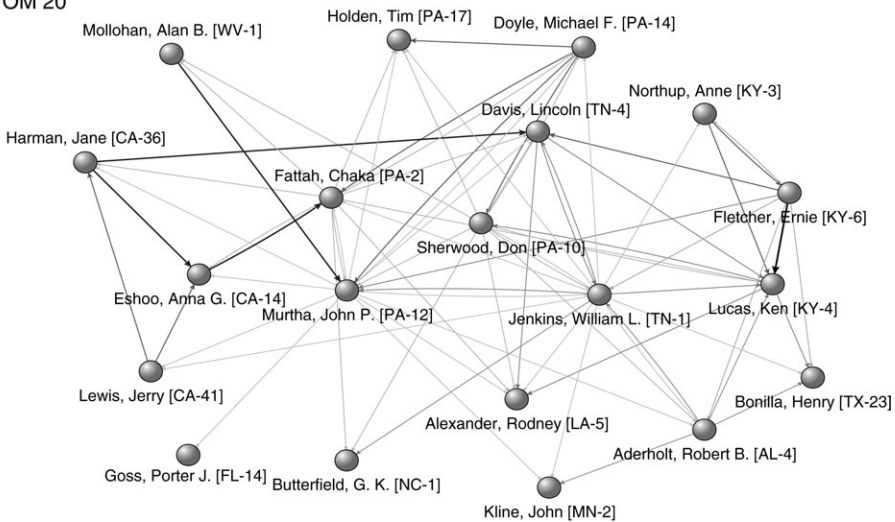 OM 20
Holden, Tim [PA-17]
Doyle, Michael F. [PA-14]
Mollohan, Alan B. [WV-1]
Northup, Anne [KY-3]
Davis, Lincoln [TN-4]
Harman, Jane [CA-36]
Fattah, Chaka [PA-2]
Fletcher, Ernie [KY-6]
Sherwood, Don [PA-10]
Eshoo, Anna G. [CA-14]
Murtha, John P. [PA-12]
Jenkins, William L. [TN-1]
Lucas, Ken [KY-4]
Lewis, Jerry [CA-41]
Bonilla, Henry [TX-23]
Alexander, Rodney [LA-5]
Aderholt, Robert B. [AL-4]
Goss, Porter J. [FL-14]
Butterfield, G. K. [NC-1]
Kline, John [MN-2]